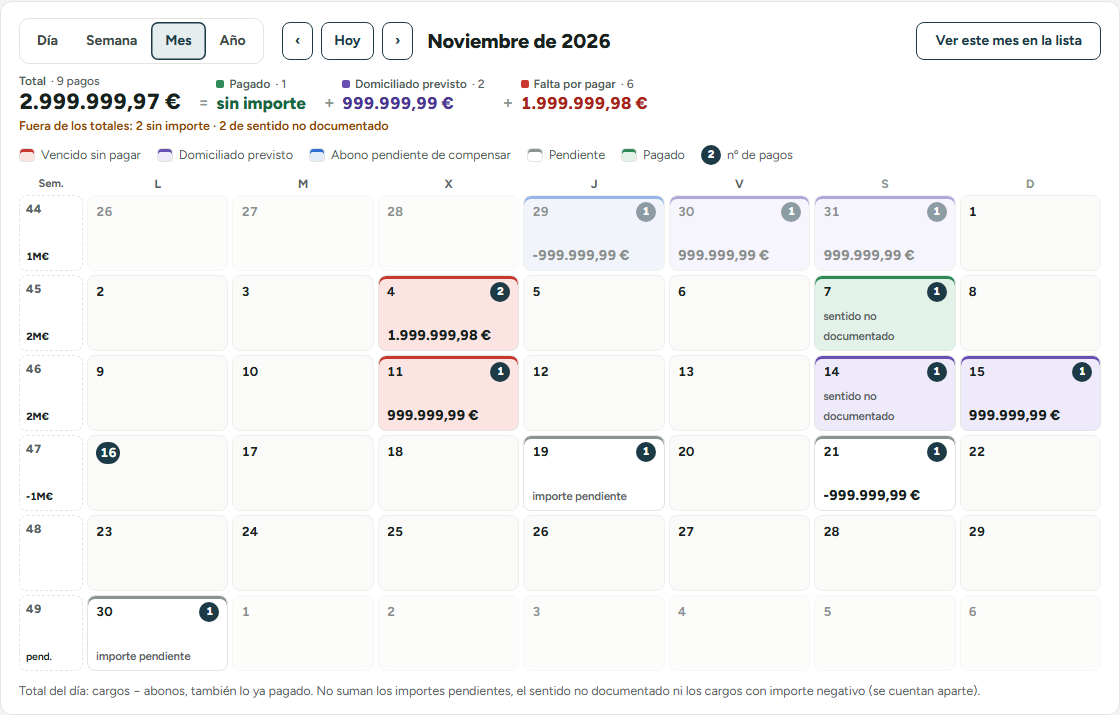 Día Semana Mes Año ‹ Hoy › Noviembre de 2026 Ver este mes en la lista
Total · 9 pagos Pagado · 1 Domiciliado previsto · 2 Falta por pagar · 6
2.999.999,97 € = sin importe + 999.999,99 € + 1.999.999,98 €
Fuera de los totales: 2 sin importe · 2 de sentido no documentado
Vencido sin pagar Domiciliado previsto Abono pendiente de compensar Pendiente Pagado 2 nº de pagos
Sem. L M X J V S D
44 26 27 28 29 1 30 1 31 1 1
1M€ -999.999,99 € 999.999,99 € 999.999,99 €
45 2 3 4 2 5 6 7 1 8
sentido no
documentado
2M€ 1.999.999,98 €
46 9 10 11 1 12 13 14 1 15 1
sentido no
documentado
2M€ 999.999,99 € 999.999,99 €
47 16 17 18 19 1 20 21 1 22
-1M€ importe pendiente -999.999,99 €
48 23 24 25 26 27 28 29
49 30 1 1 2 3 4 5 6
pend. importe pendiente
Total del día: cargos − abonos, también lo ya pagado. No suman los importes pendientes, el sentido no documentado ni los cargos con importe negativo (se cuentan aparte).